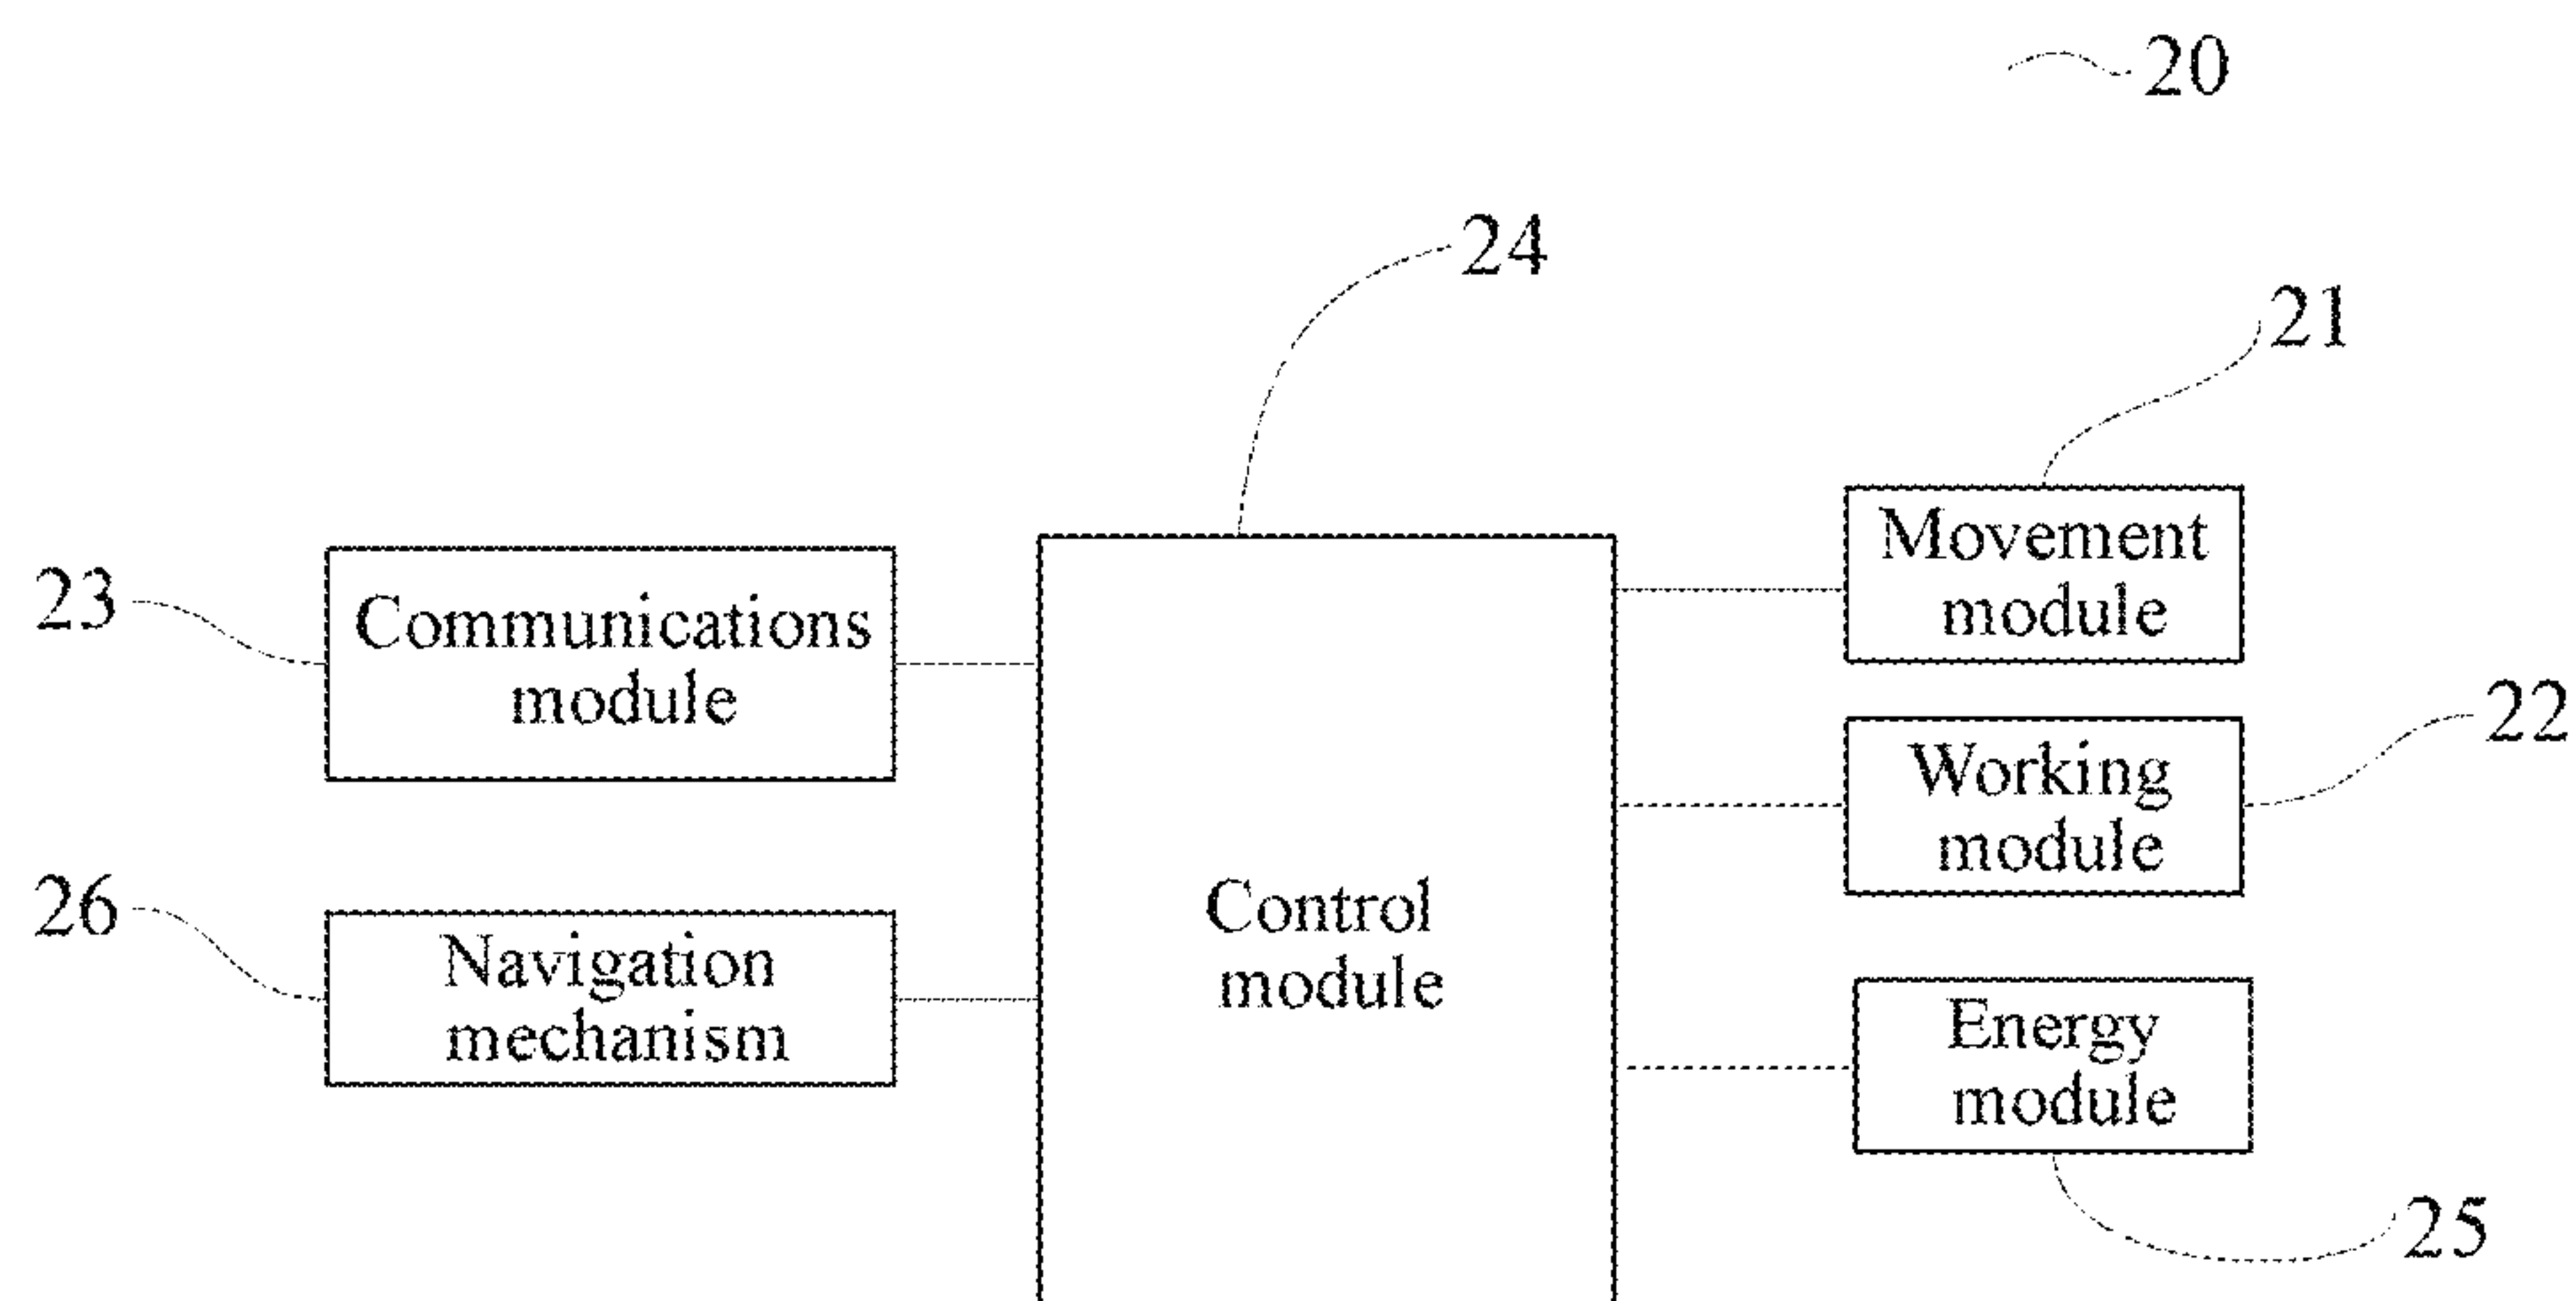 20
24
21
23
Communications
module
Movement
module
22
Working
module
26
Navigation
mechanism
Control
module
Energy
module
25